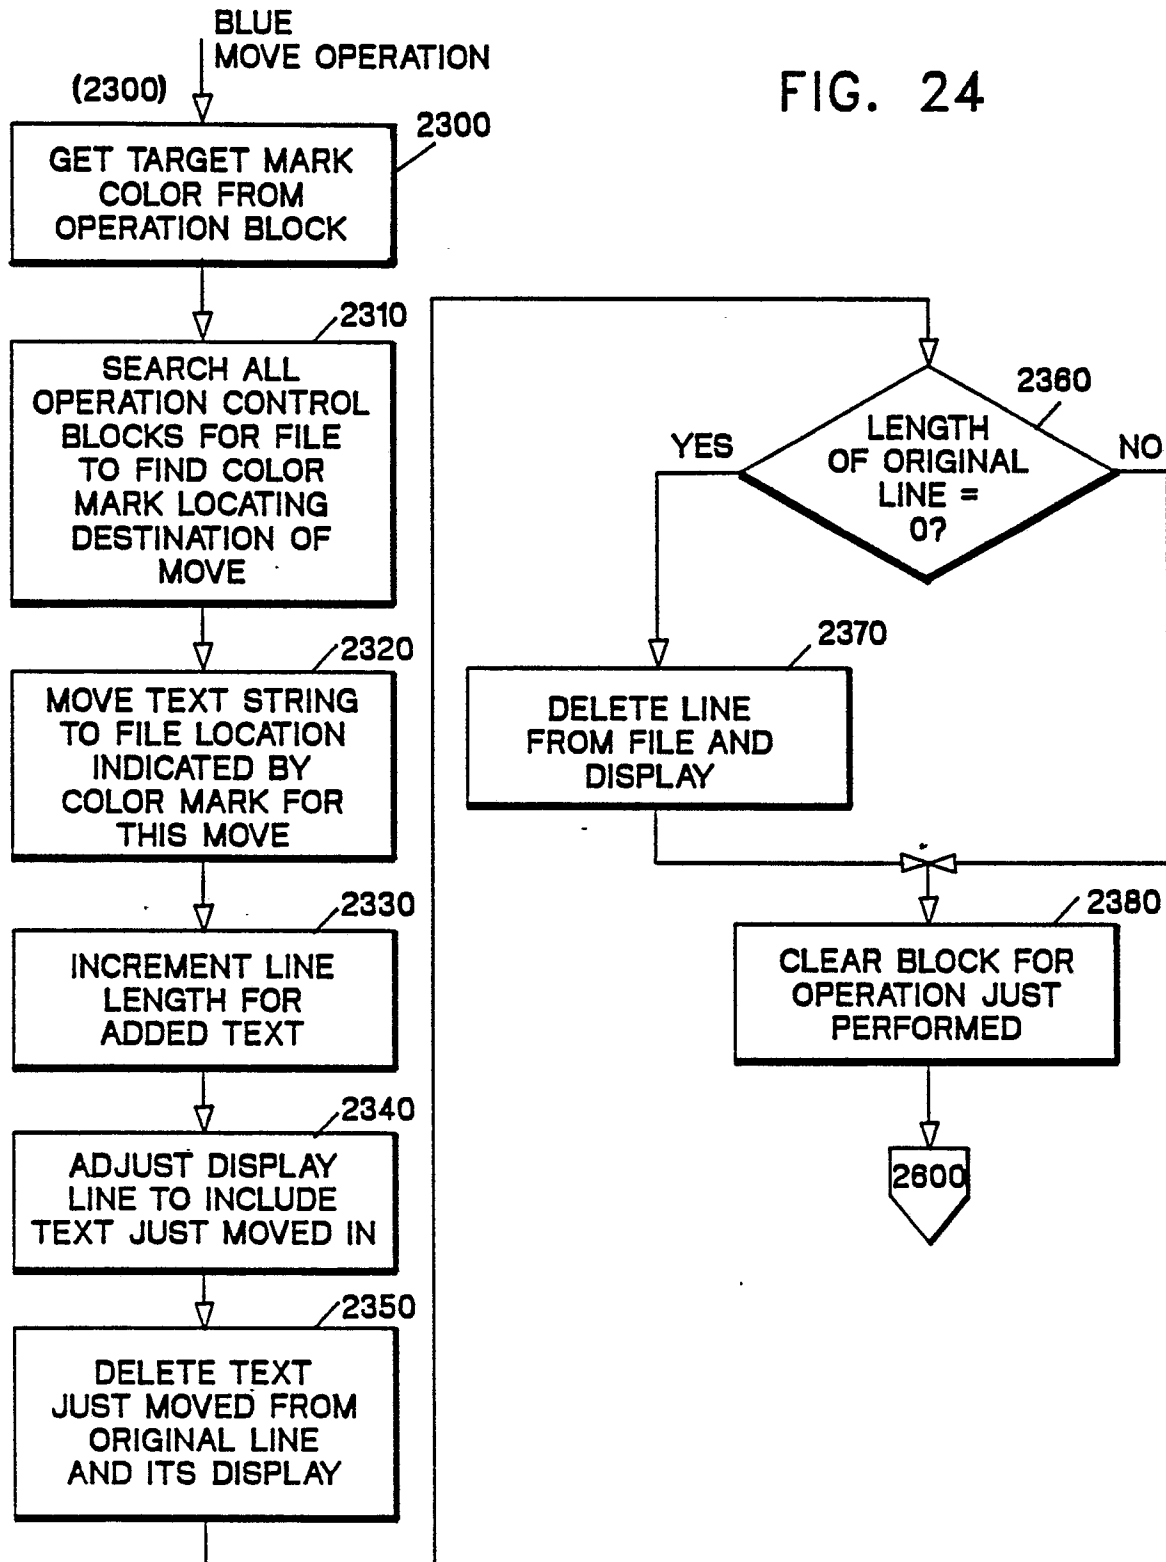 BLUE
MOVE OPERATION
(2300)
FIG. 24
2300
GET TARGET MARK
COLOR FROM
OPERATION BLOCK
2310
SEARCH ALL
OPERATION CONTROL
BLOCKS FOR FILE
TO FIND COLOR
MARK LOCATING
DESTINATION OF
MOVE
2320
MOVE TEXT STRING
TO FILE LOCATION
INDICATED BY
COLOR MARK FOR
THIS MOVE
2330
INCREMENT LINE
LENGTH FOR
ADDED TEXT
2340
ADJUST DISPLAY
LINE TO INCLUDE
TEXT JUST MOVED IN
2350
DELETE TEXT
JUST MOVED FROM
ORIGINAL LINE
AND ITS DISPLAY
2360
LENGTH
OF ORIGINAL
LINE =
0?
YES
NO
2370
DELETE LINE
FROM FILE AND
DISPLAY
2380
CLEAR BLOCK FOR
OPERATION JUST
PERFORMED
2600